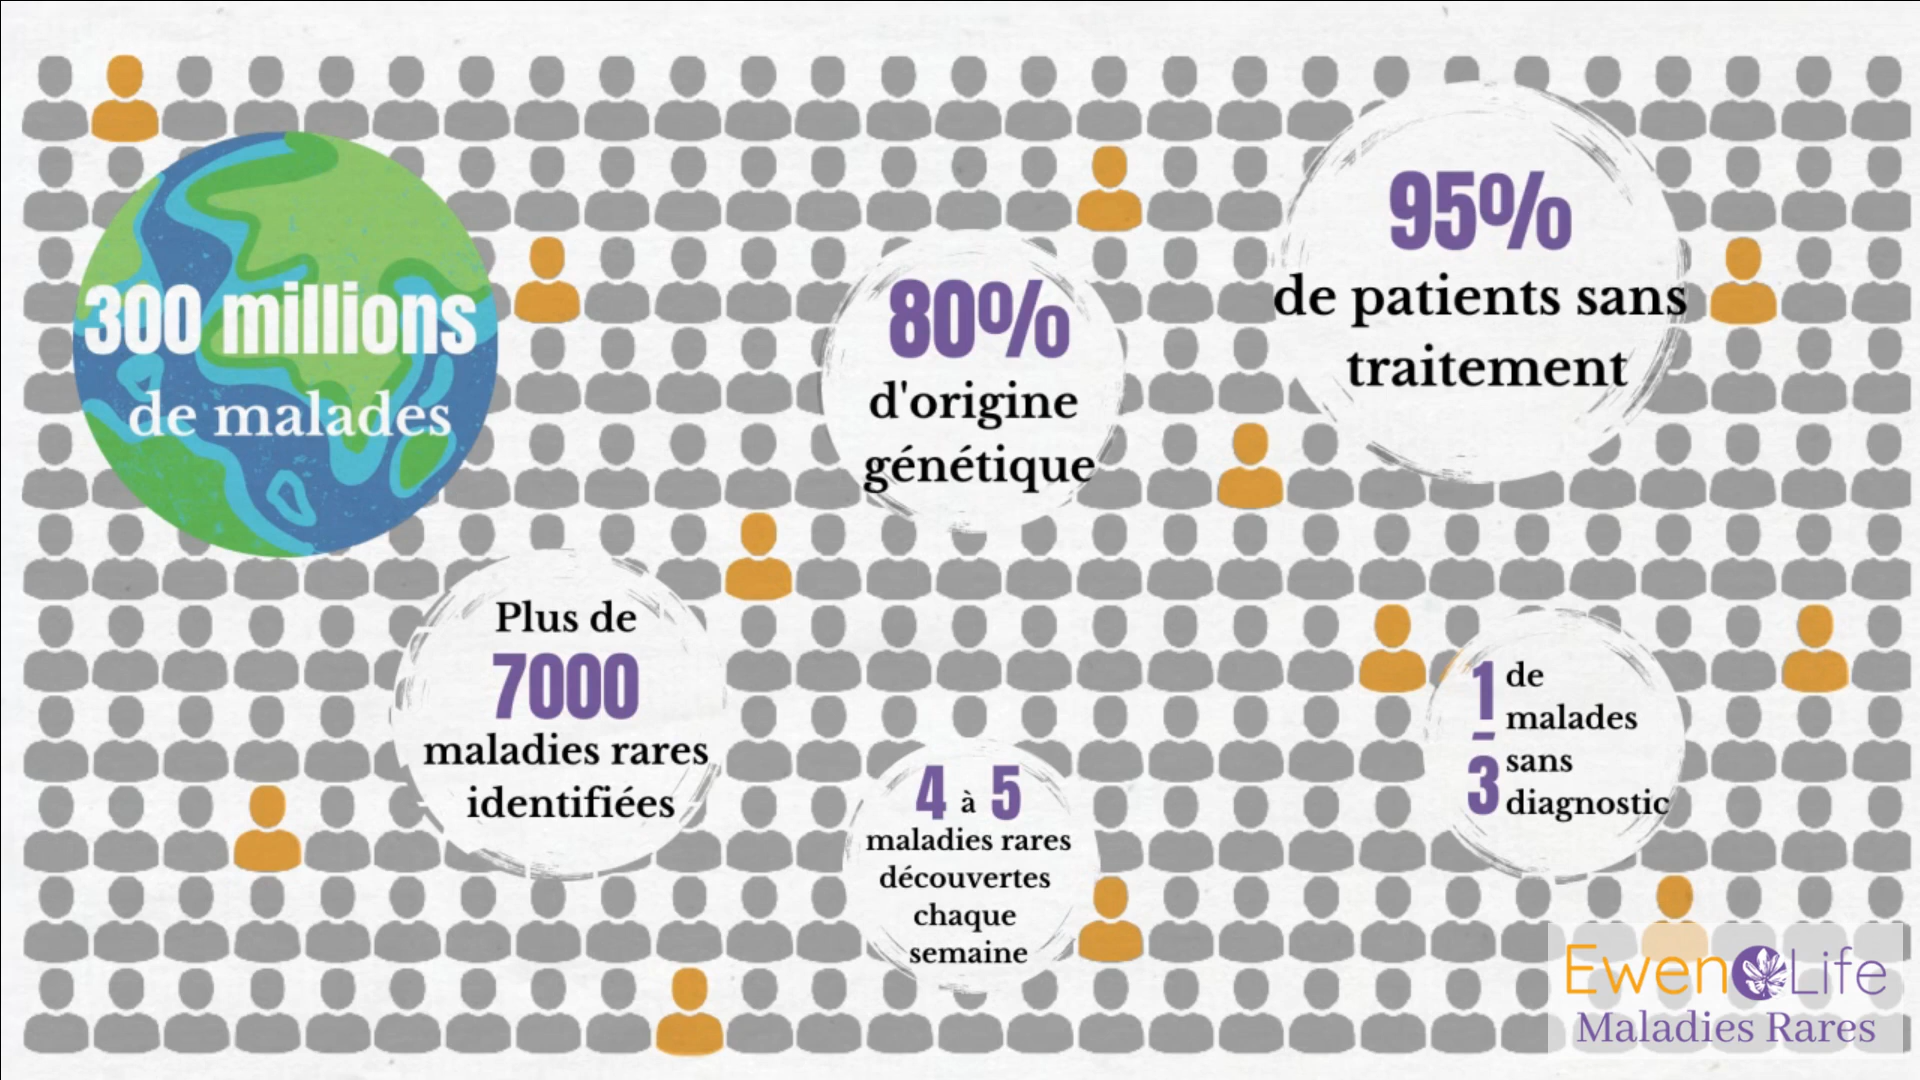 300 millions
de malades
80%
d'origine
génétique
95%
de patients sans
traitement
Plus de
7000
maladies rares
identifiées
4 à 5
maladies rares
découvertes
chaque
semaine
1
-
3
de
malades
sans
diagnostic
Ewen Life
Maladies Rares